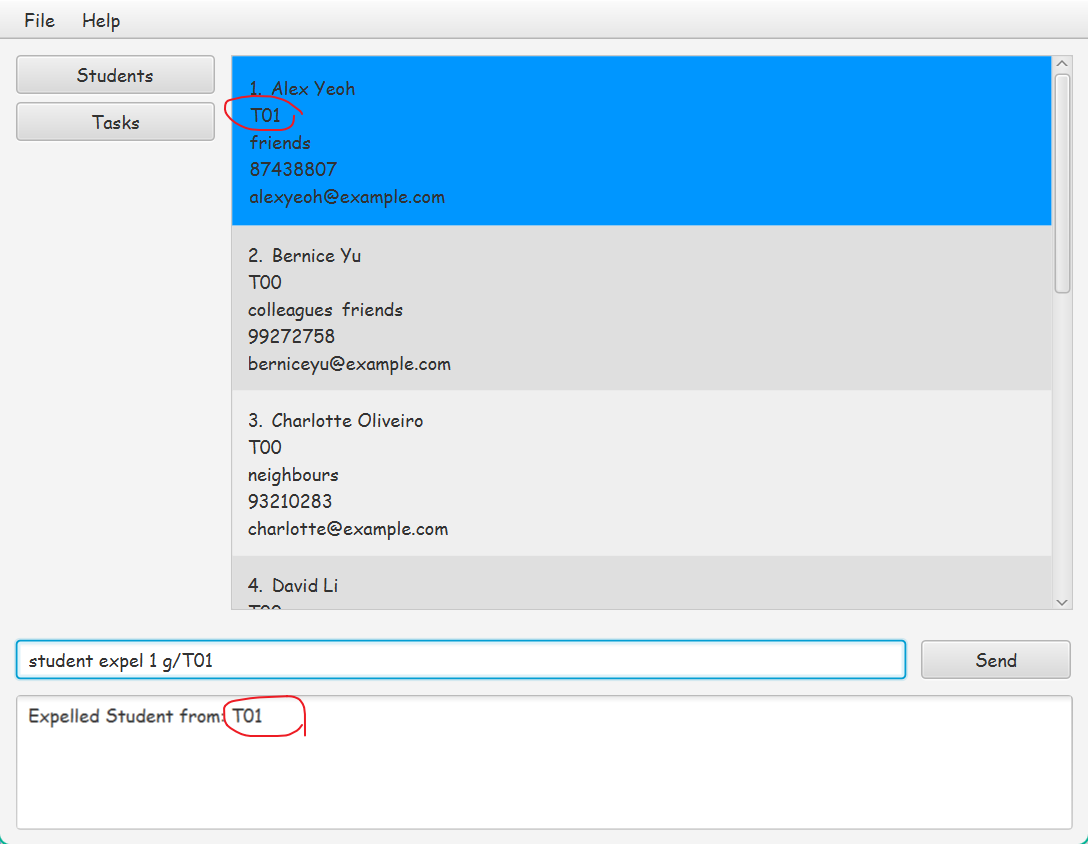 File Help
Students
Tasks
1. Alex Yeoh
T01
friends
87438807
alexyeoh@example.com
2. Bernice Yu
T00
colleagues friends
99272758
berniceyu@example.com
3. Charlotte Oliveiro
T00
neighbours
93210283
charlotte@example.com
4. David Li
T00
student expel 1 g/T01
Send
Expelled Student from: T01